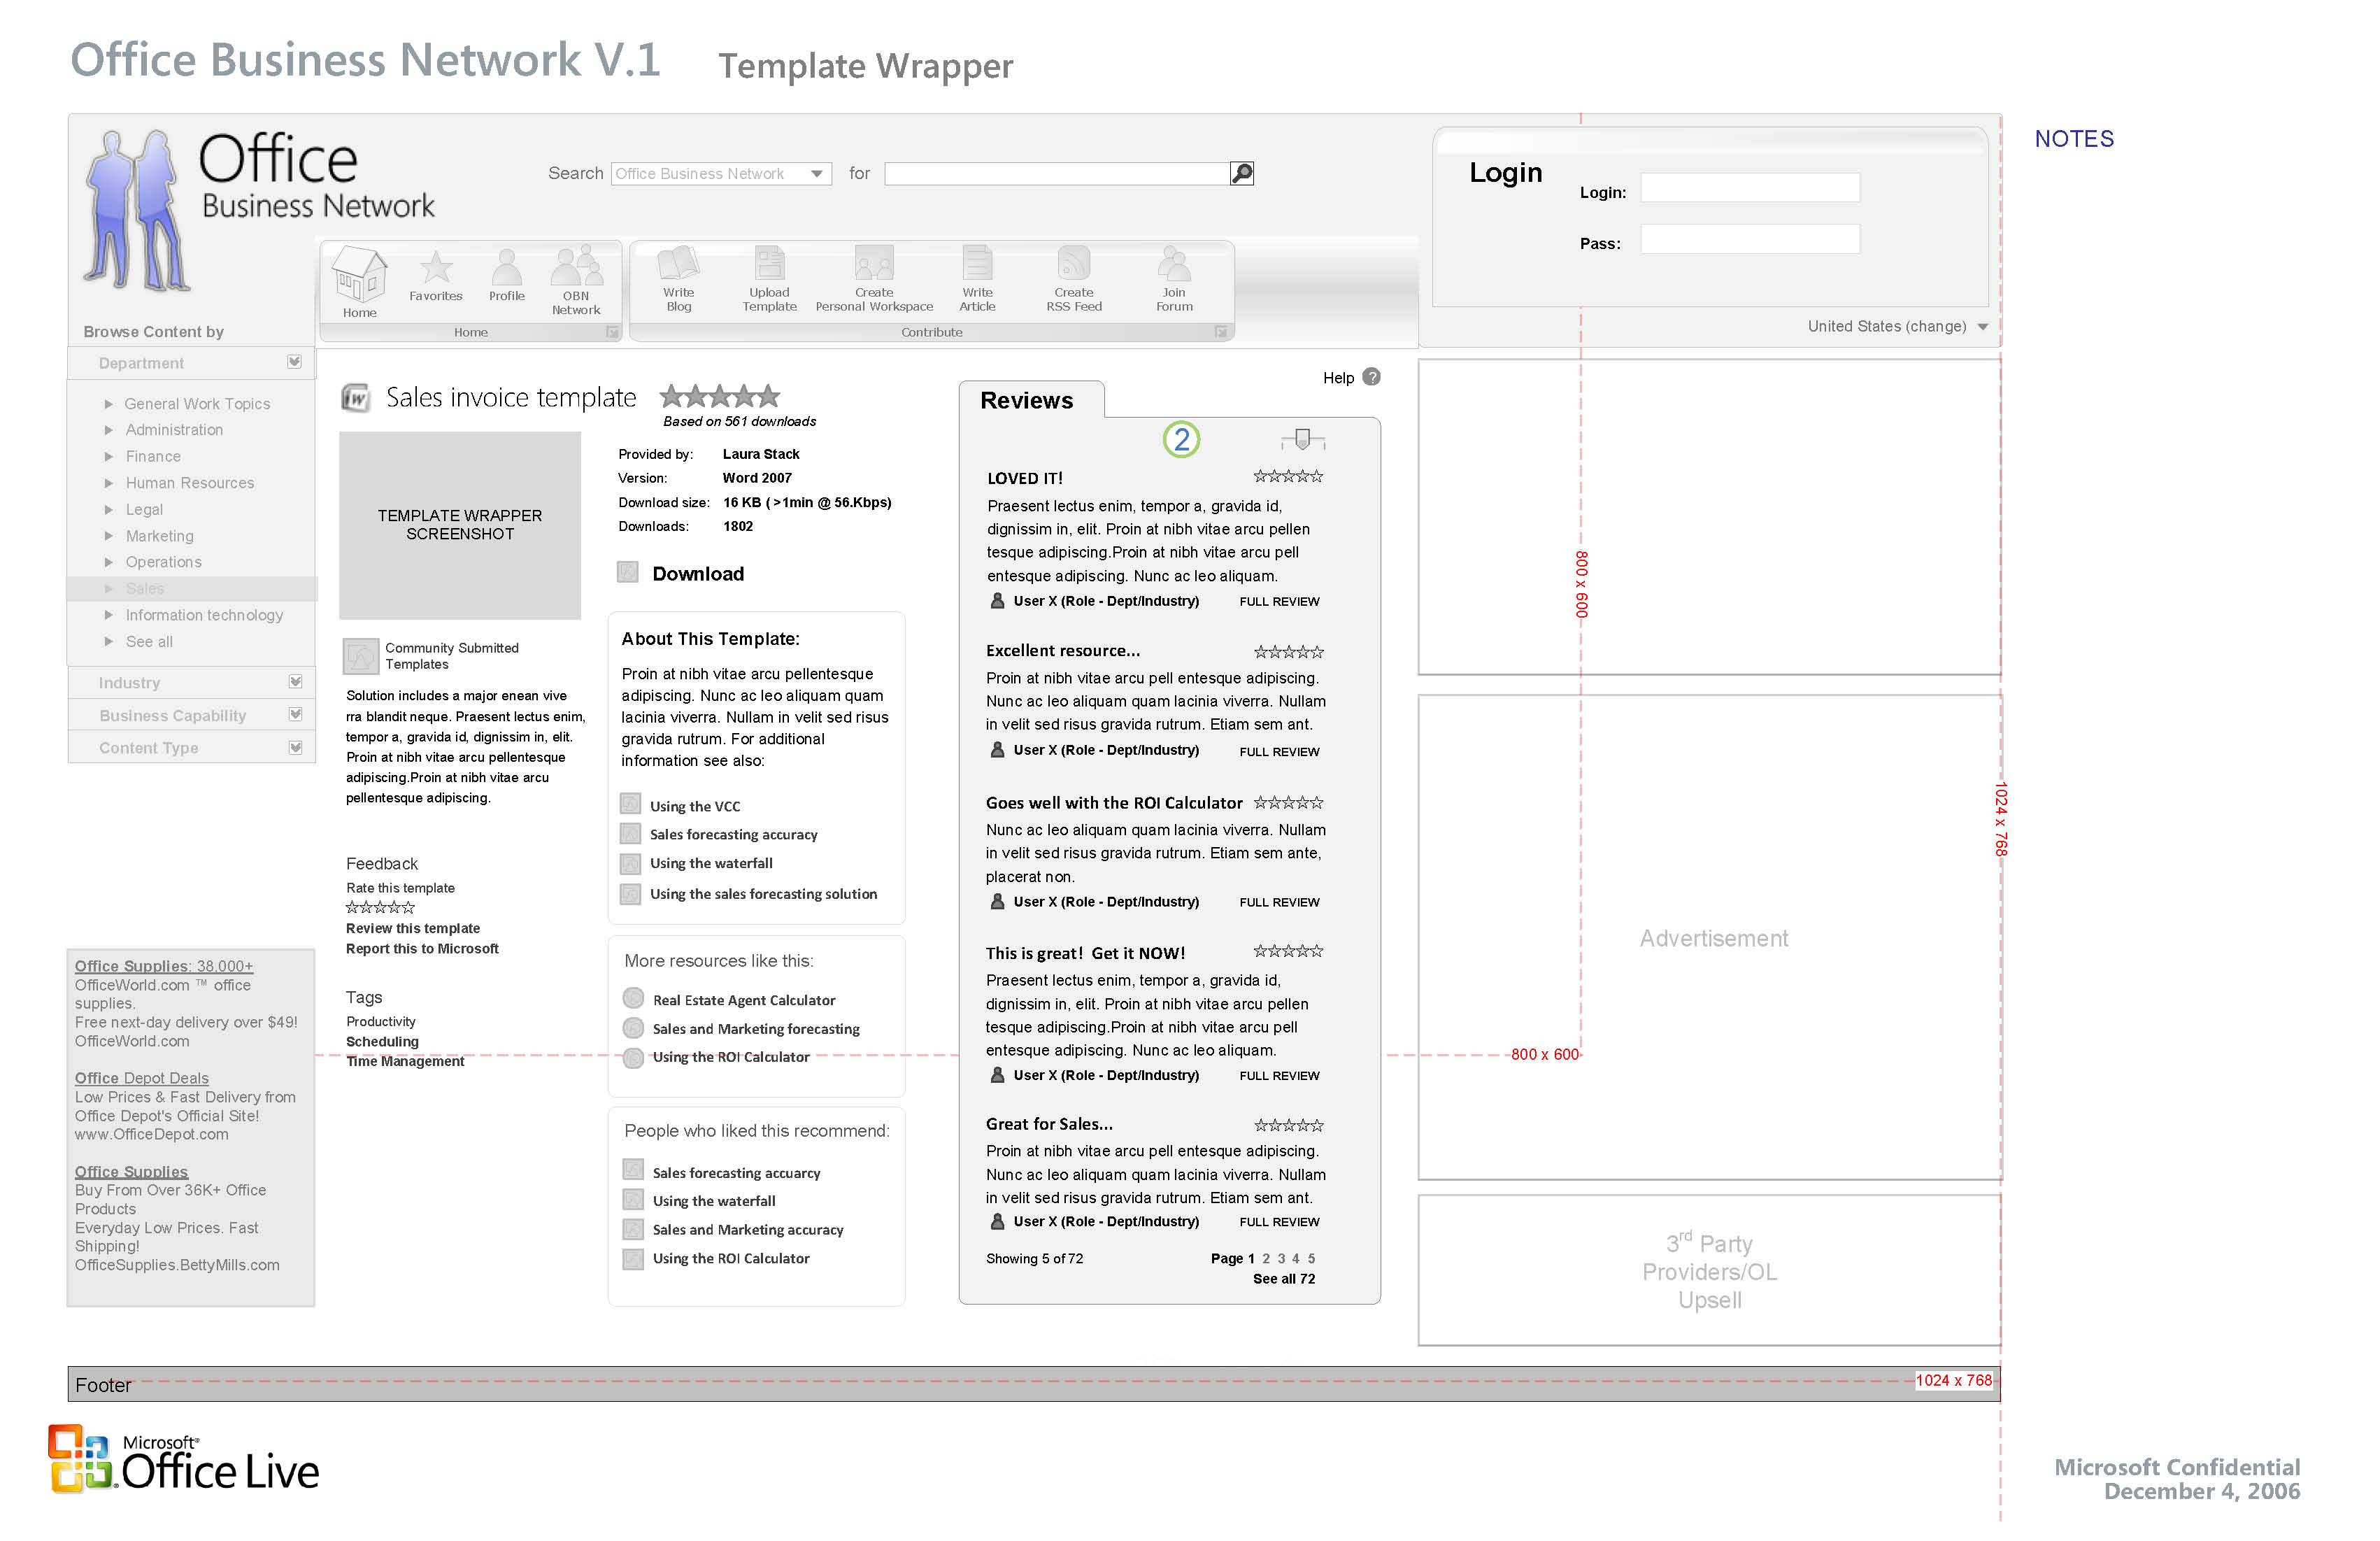 Office Business Network V.1
Template Wrapper
NOTES
Office
Business Network
Search
Office Business Network
for
Login
Login:
Pass:
United States (change)
Home
Favorites
Profile
OBN
Network
Home
Write
Blog
Upload
Template
Create
Personal Workspace
Write
Article
Create
RSS Feed
Join
Forum
Contribute
Browse Content by
Department
General Work Topics
Administration
Finance
Human Resources
Legal
Marketing
Operations
Sales
Information technology
See all
Industry
Business Capability
Content Type
Office Supplies: 38,000+
OfficeWorld.com ™ office
supplies.
Free next-day delivery over $49!
OfficeWorld.com
Office Depot Deals
Low Prices & Fast Delivery from
Office Depot's Official Site!
www.OfficeDepot.com
Office Supplies
Buy From Over 36K+ Office
Products
Everyday Low Prices. Fast
Shipping!
OfficeSupplies.BettyMills.com
W
Sales invoice template
Based on 561 downloads
TEMPLATE WRAPPER
SCREENSHOT
Provided by: Laura Stack
Version: Word 2007
Download size: 16 KB ( >1min @ 56.Kbps)
Downloads: 1802
Download
Community Submitted
Templates
Solution includes a major enean vive
rra blandit neque. Praesent lectus enim,
tempor a, gravida id, dignissim in, elit.
Proin at nibh vitae arcu pellentesque
adipiscing.Proin at nibh vitae arcu
pellentesque adipiscing.
Feedback
Rate this template
Review this template
Report this to Microsoft
Tags
Productivity
Scheduling
Time Management
About This Template:
Proin at nibh vitae arcu pellentesque
adipiscing. Nunc ac leo aliquam quam
lacinia viverra. Nullam in velit sed risus
gravida rutrum. For additional
information see also:
Using the VCC
Sales forecasting accuracy
Using the waterfall
Using the sales forecasting solution
More resources like this:
Real Estate Agent Calculator
Sales and Marketing forecasting
Using the ROI Calculator
People who liked this recommend:
Sales forecasting accuarcy
Using the waterfall
Sales and Marketing accuracy
Using the ROI Calculator
Help ?
Reviews
2
LOVED IT!
Praesent lectus enim, tempor a, gravida id,
dignissim in, elit. Proin at nibh vitae arcu pellen
tesque adipiscing.Proin at nibh vitae arcu pell
entesque adipiscing. Nunc ac leo aliquam.
User X (Role - Dept/Industry) FULL REVIEW
Excellent resource...
Proin at nibh vitae arcu pell entesque adipiscing.
Nunc ac leo aliquam quam lacinia viverra. Nullam
in velit sed risus gravida rutrum. Etiam sem ant.
User X (Role - Dept/Industry) FULL REVIEW
Goes well with the ROI Calculator
Nunc ac leo aliquam quam lacinia viverra. Nullam
in velit sed risus gravida rutrum. Etiam sem ante,
placerat non.
User X (Role - Dept/Industry) FULL REVIEW
This is great! Get it NOW!
Praesent lectus enim, tempor a, gravida id,
dignissim in, elit. Proin at nibh vitae arcu pellen
tesque adipiscing.Proin at nibh vitae arcu pell
entesque adipiscing. Nunc ac leo aliquam.
User X (Role - Dept/Industry) FULL REVIEW
Great for Sales...
Proin at nibh vitae arcu pell entesque adipiscing.
Nunc ac leo aliquam quam lacinia viverra. Nullam
in velit sed risus gravida rutrum. Etiam sem ant.
User X (Role - Dept/Industry) FULL REVIEW
Showing 5 of 72 Page 1 2 3 4 5
See all 72
800 x 600
800 x 600
1024 x 768
Advertisement
3rd Party
Providers/OL
Upsell
Footer
1024 x 768
Microsoft®
Office Live
Microsoft Confidential
December 4, 2006